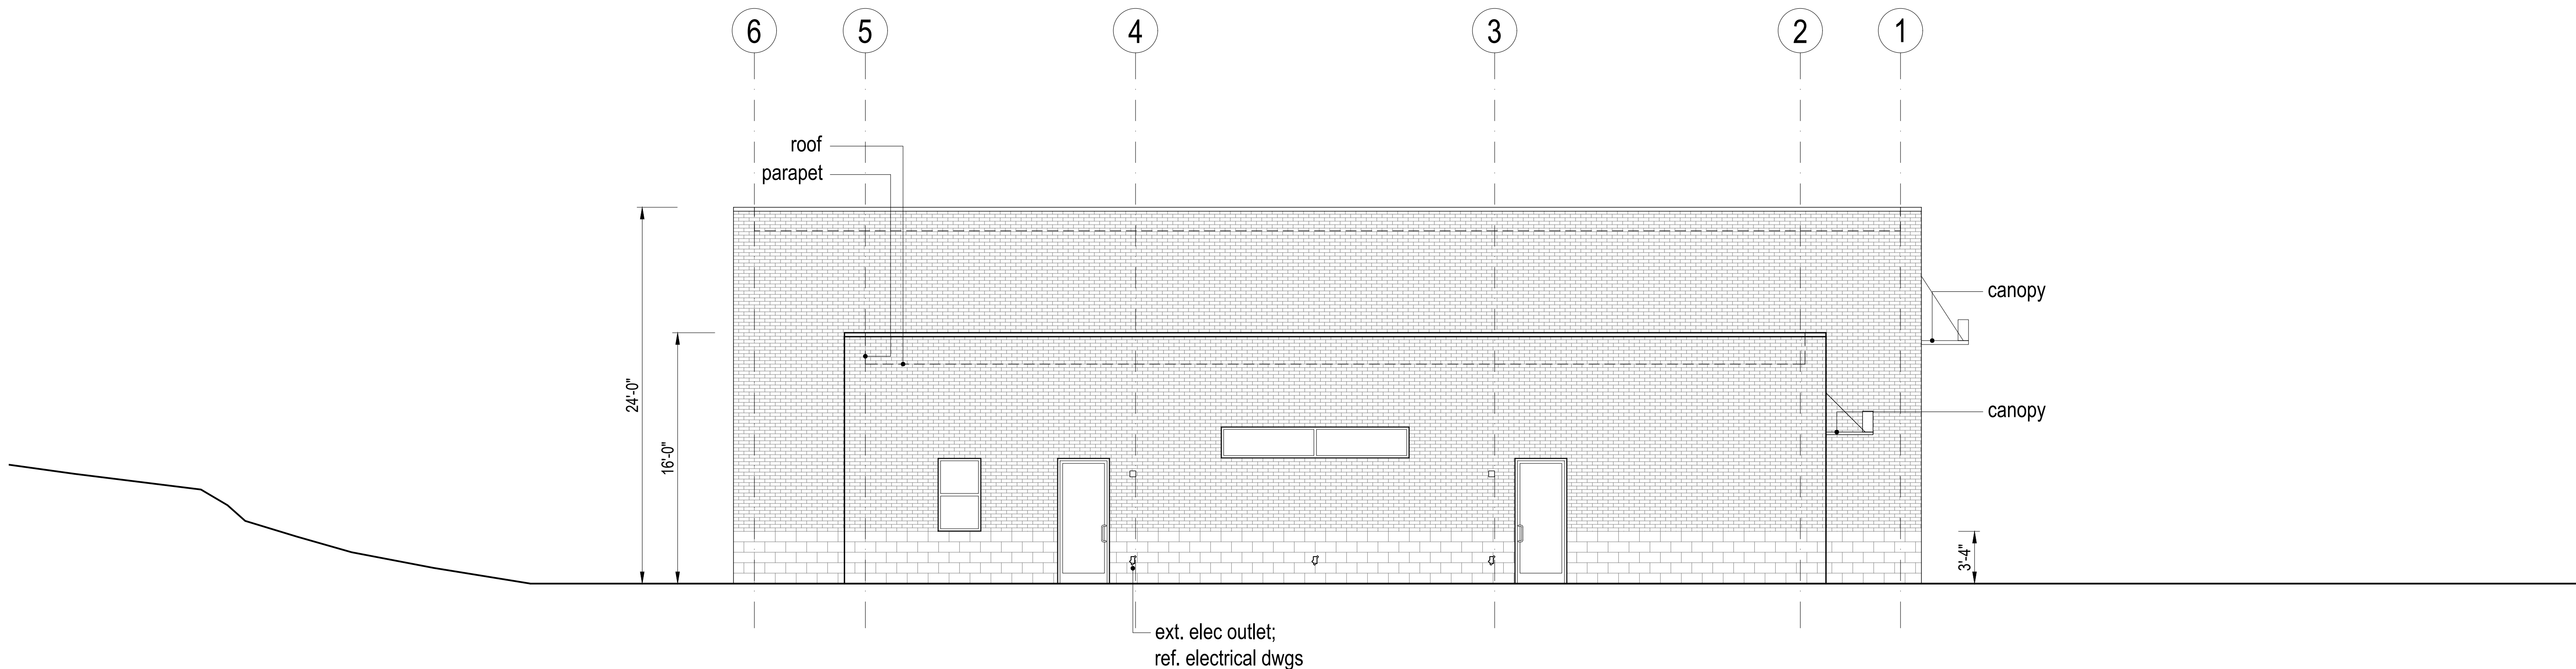 6 5 4 3 2 1
roof
parapet
canopy
24'-0"
canopy
16'-0"
3'-4"
ext. elec outlet;
ref. electrical dwgs